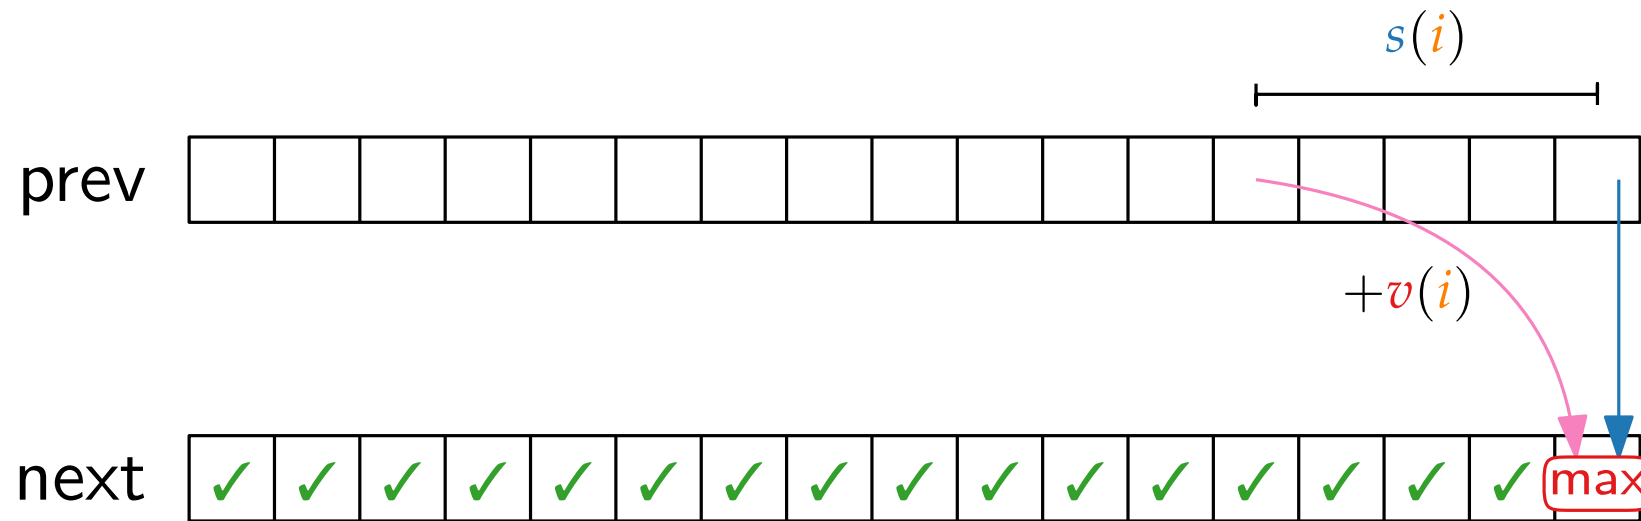 s(i)
prev
+v(i)
next ✓ ✓ ✓ ✓ ✓ ✓ ✓ ✓ ✓ ✓ ✓ ✓ ✓ ✓ ✓ ✓ max